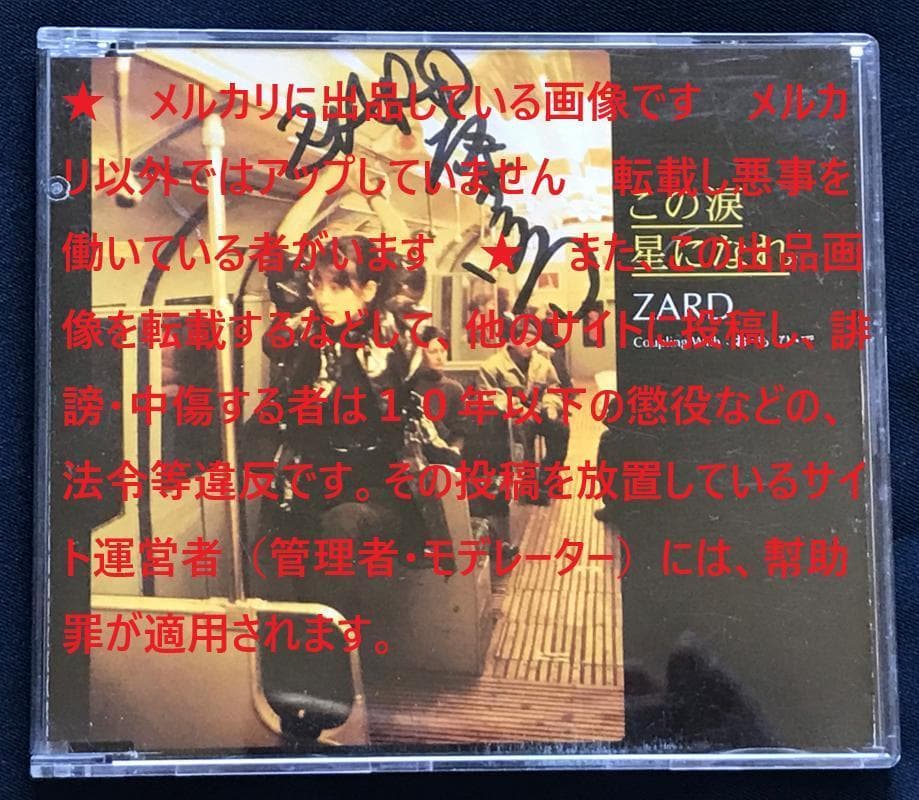 ★　メルカリに出品している画像です　メルカ
リ以外ではアップしていません　転載し悪事を
働いている者がいます　★　また、この出品画
像を転載するなどして、他のサイトに投稿し、誹
謗・中傷する者は１０年以下の懲役などの、
法令等違反です。その投稿を放置しているサイ
ト運営者（管理者・モデレーター）には、幇助
罪が適用されます。
この涙
星になれ
ZARD
Coupling With